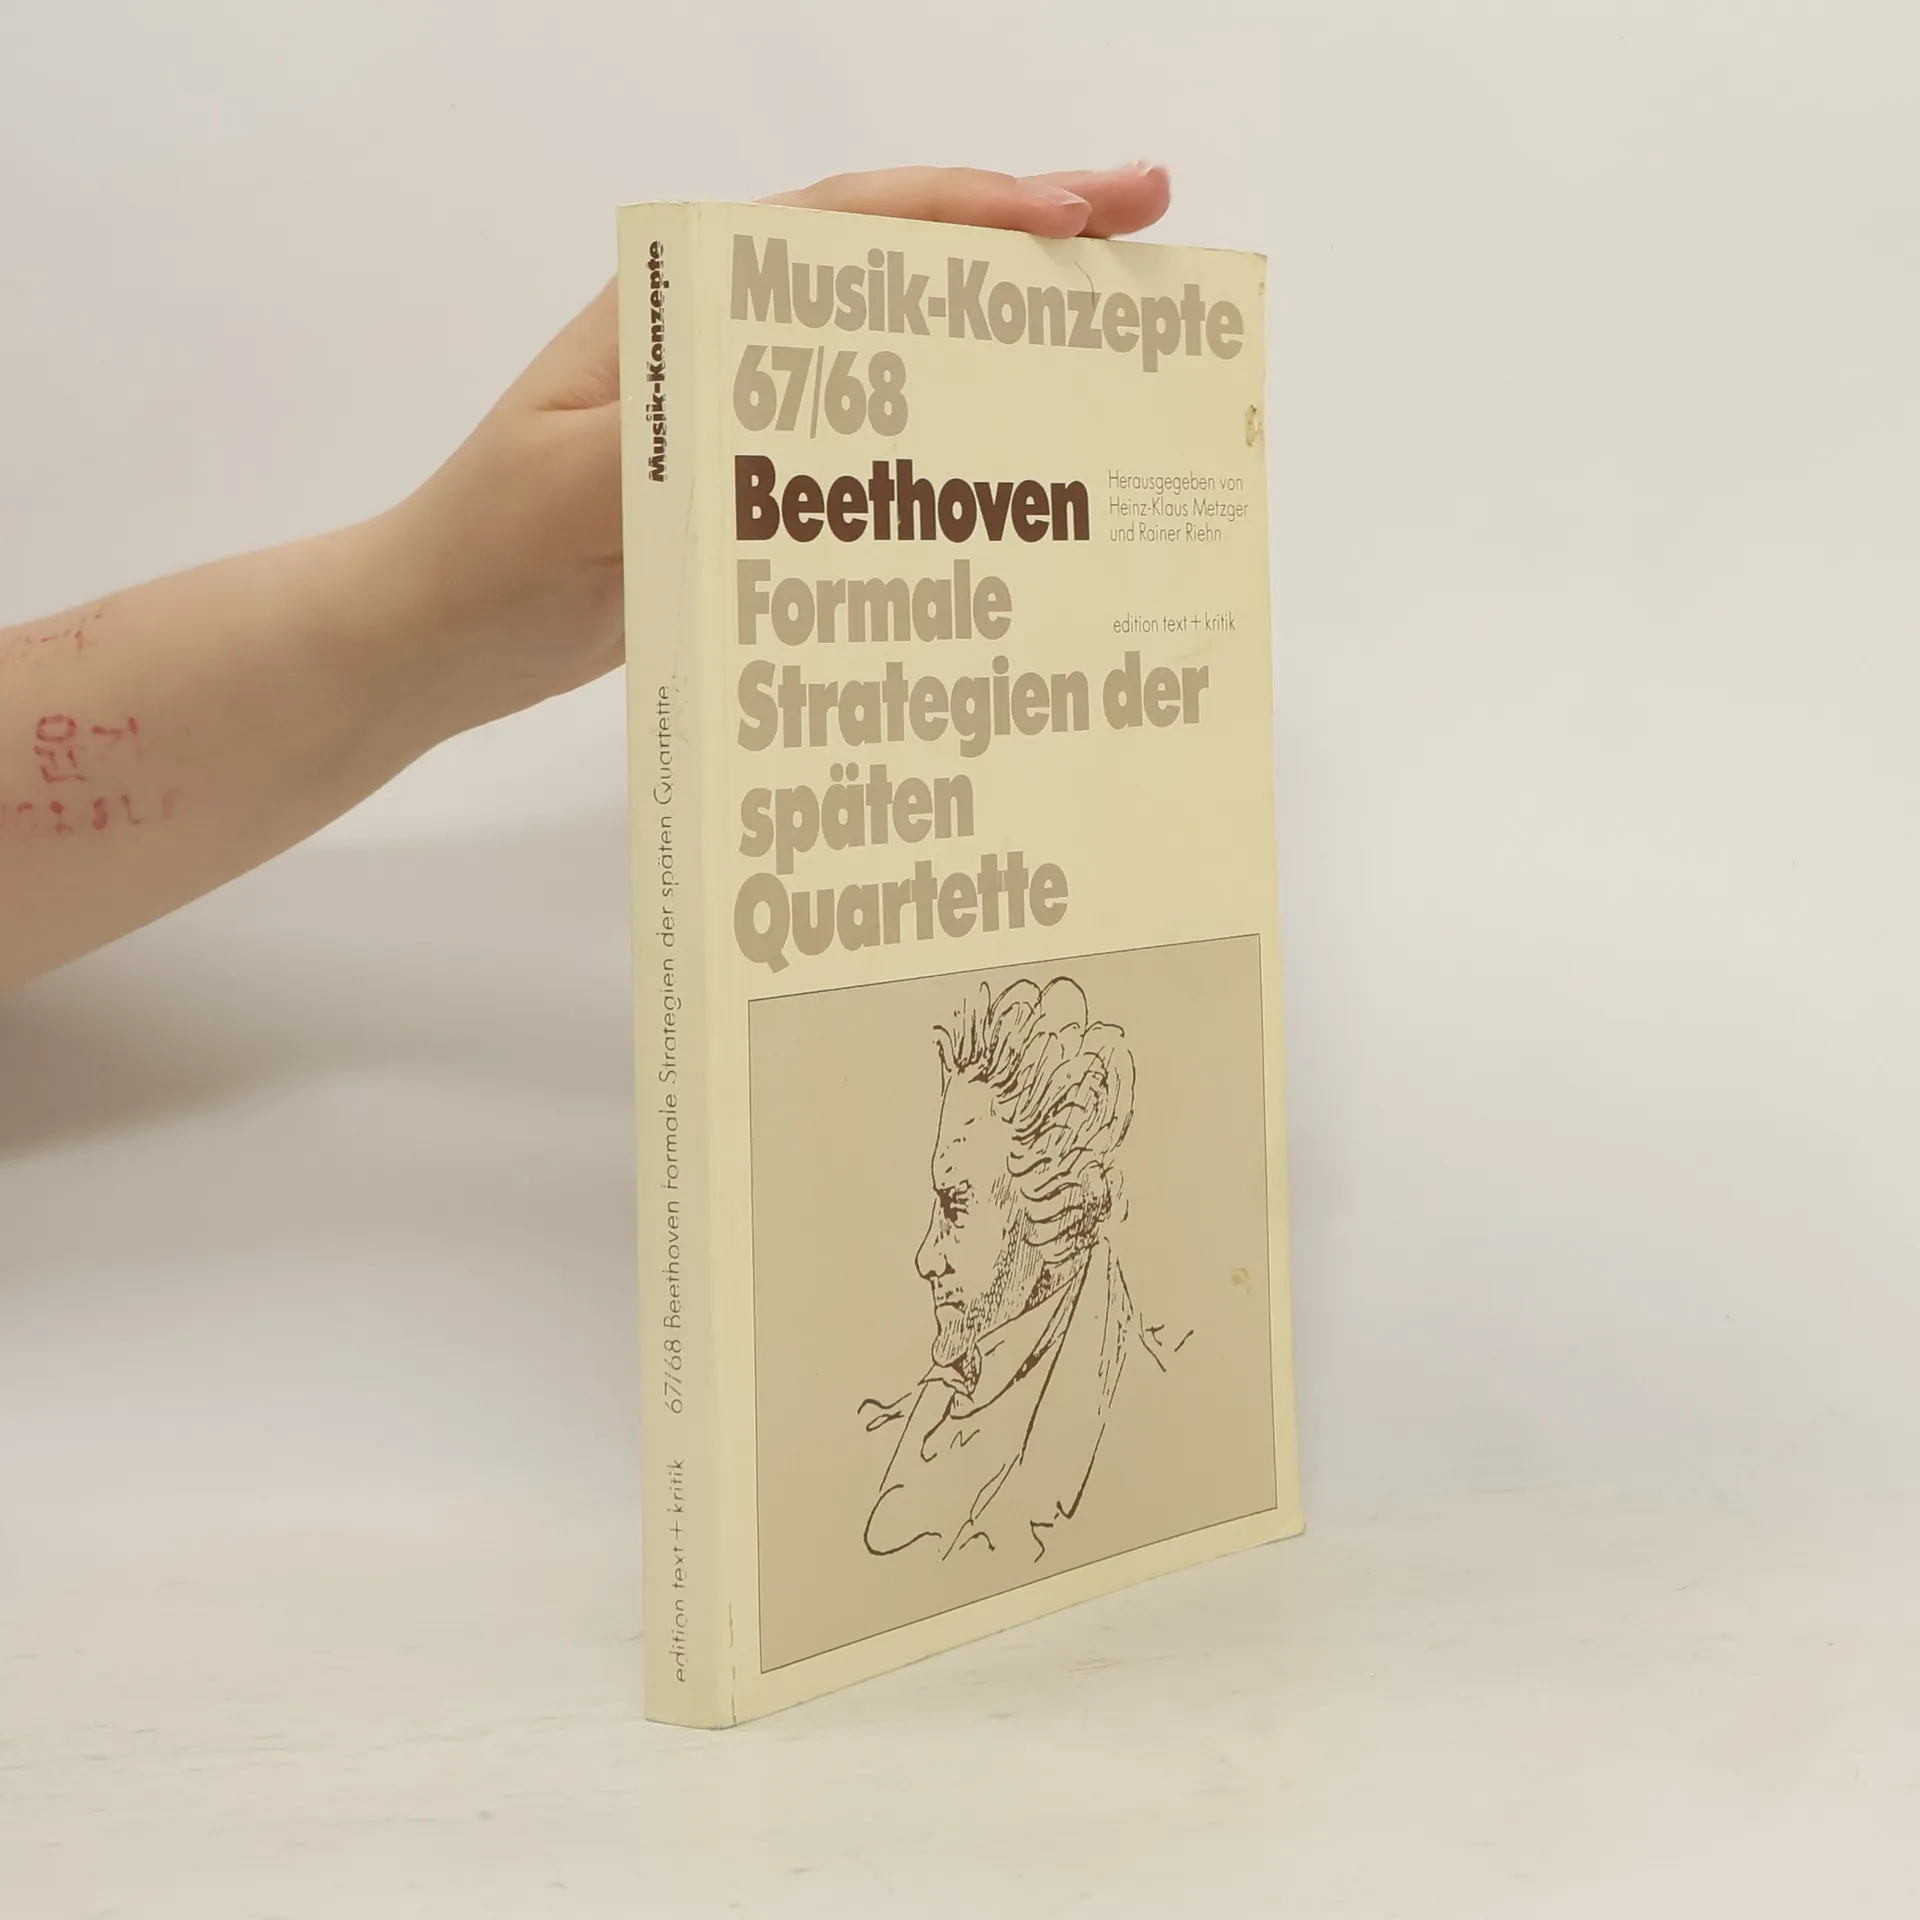 Musik-Konzepte
67/68
Beethoven
Herausgegeben von
Heinz-Klaus Metzger
und Rainer Riehn
Formale
edition text + kritik
Strategien der
späten
Quartette
Musik-Konzepte
67/68 Beethoven Formale Strategien der späten Quartette
edition text + kritik